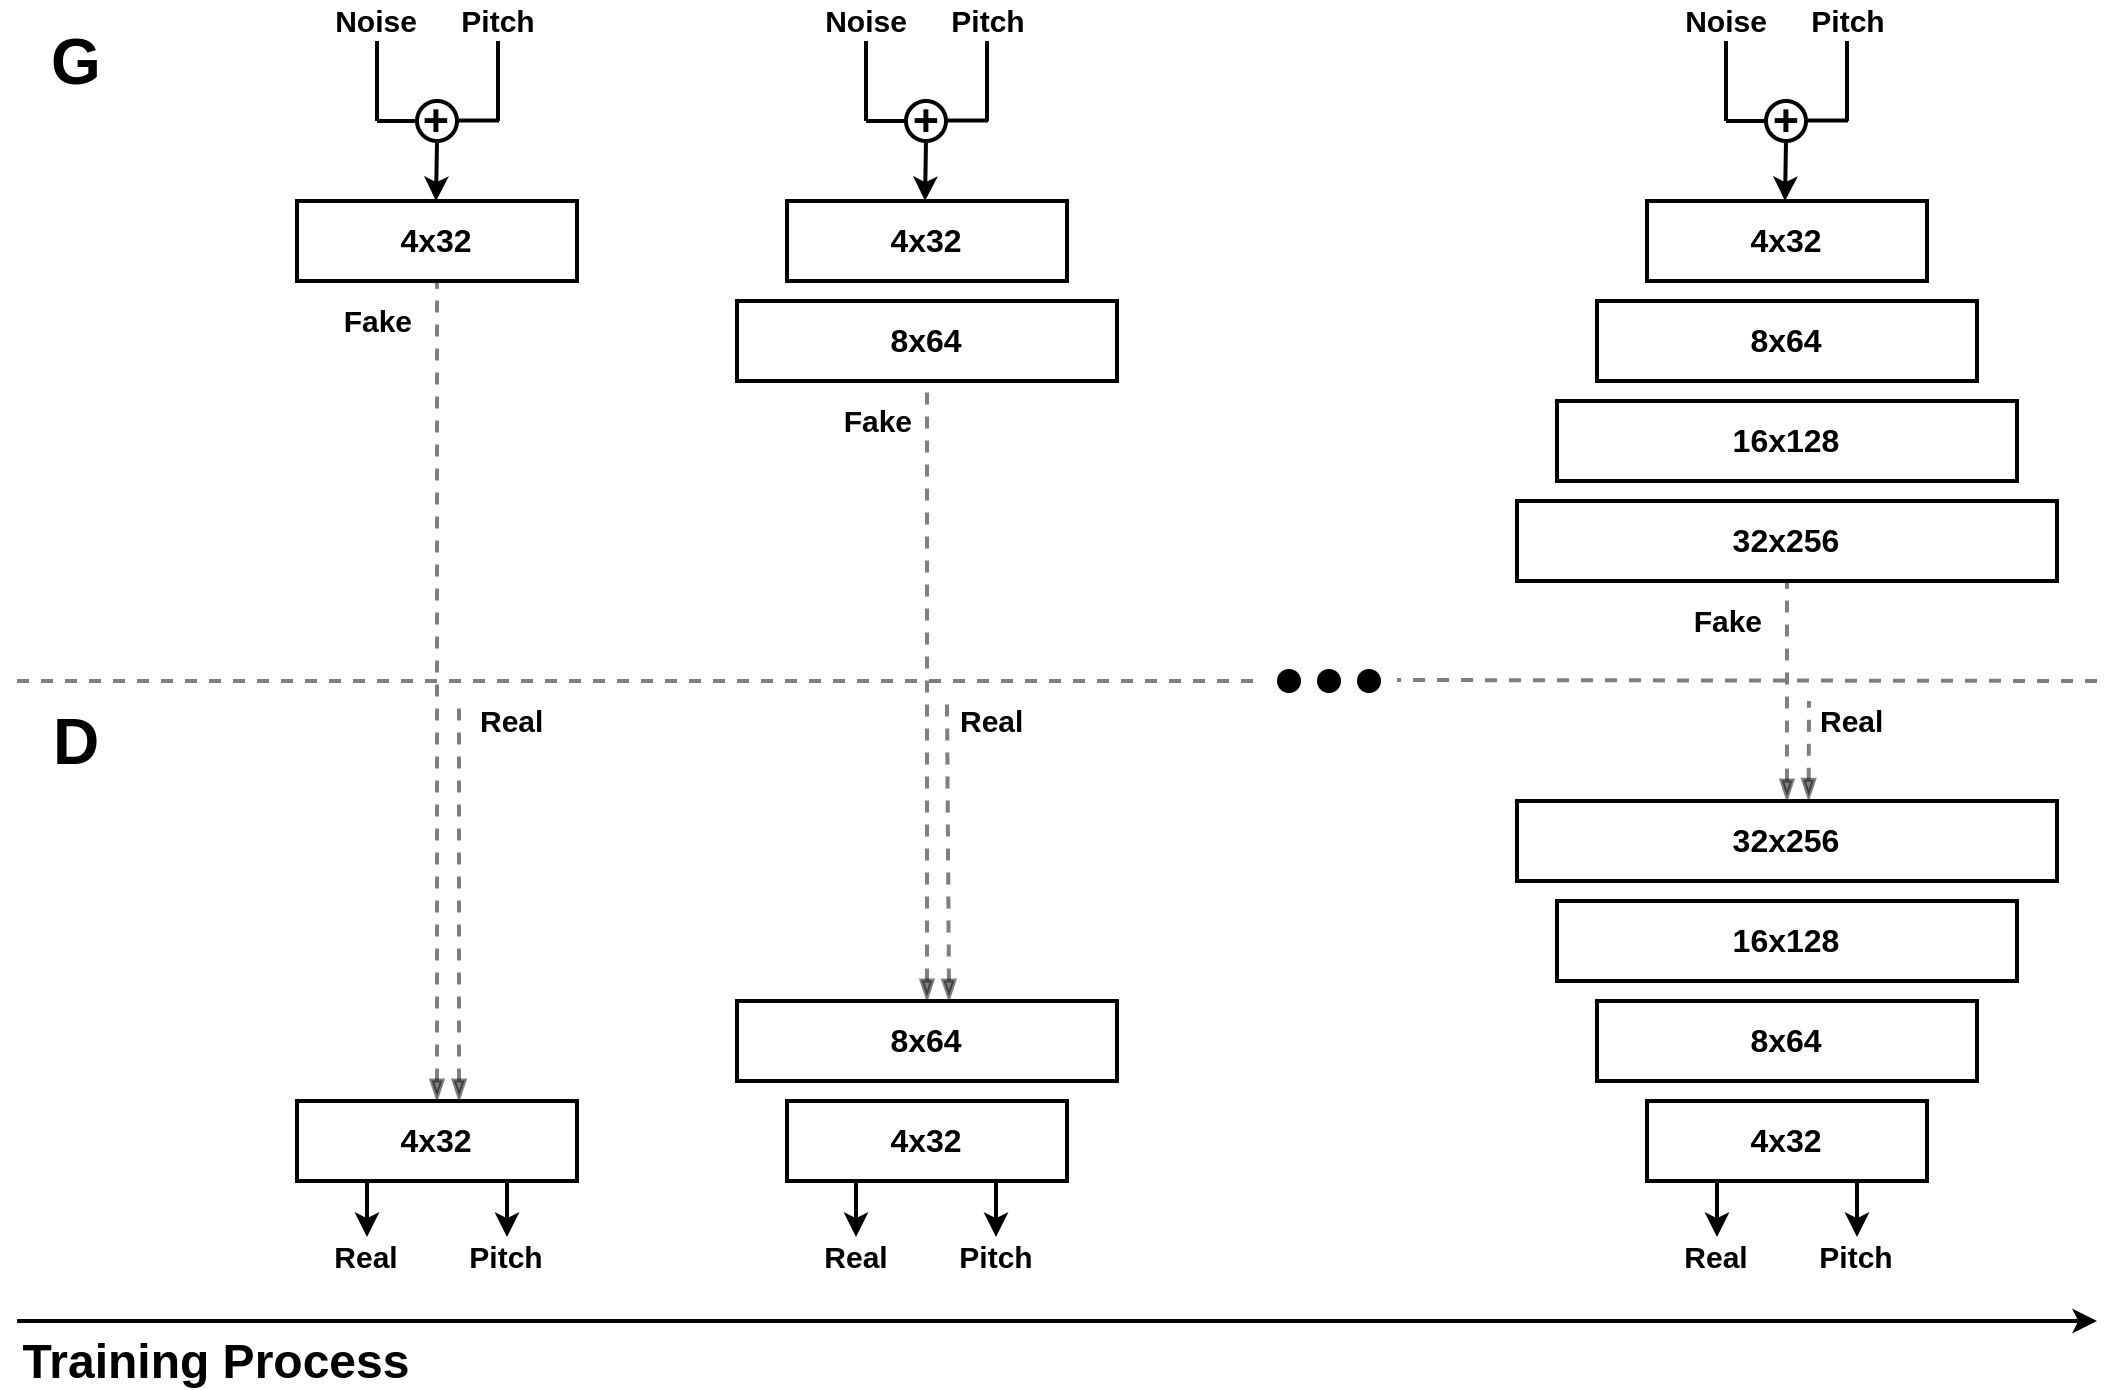 Noise Pitch Noise Pitch Noise Pitch
G
+ + +
4x32 4x32 4x32
Fake 8x64 8x64
Fake 16x128
32x256
Fake
Real Real Real
D
32x256
16x128
8x64 8x64
4x32 4x32 4x32
Real Pitch Real Pitch Real Pitch
Training Process